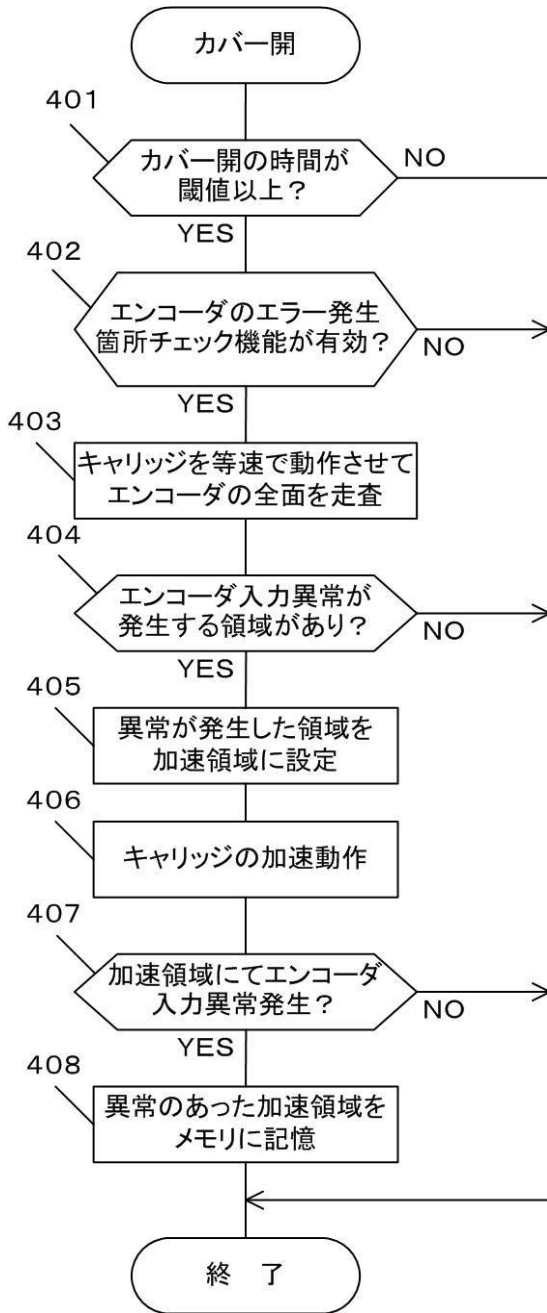 カバー開
401
カバー開の時間が
閾値以上？
NO
YES
402
エンコーダのエラー発生
箇所チェック機能が有効？
NO
YES
403
キャリッジを等速で動作させて
エンコーダの全面を走査
404
エンコーダ入力異常が
発生する領域があり？
NO
YES
405
異常が発生した領域を
加速領域に設定
406
キャリッジの加速動作
407
加速領域にてエンコーダ
入力異常発生？
NO
YES
408
異常のあった加速領域を
メモリに記憶
終　了